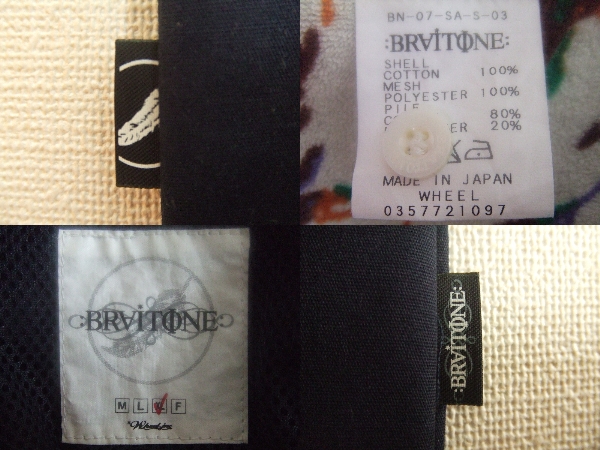 BN-07-SA-S-03
:BRAITONE:
SHELL
COTTON 100%
MESH
POLYESTER 100%
PILE
80%
20%
MADE IN JAPAN
WHEEL
0357721097
:BRAITONE:
M L F
:BRAITONE: